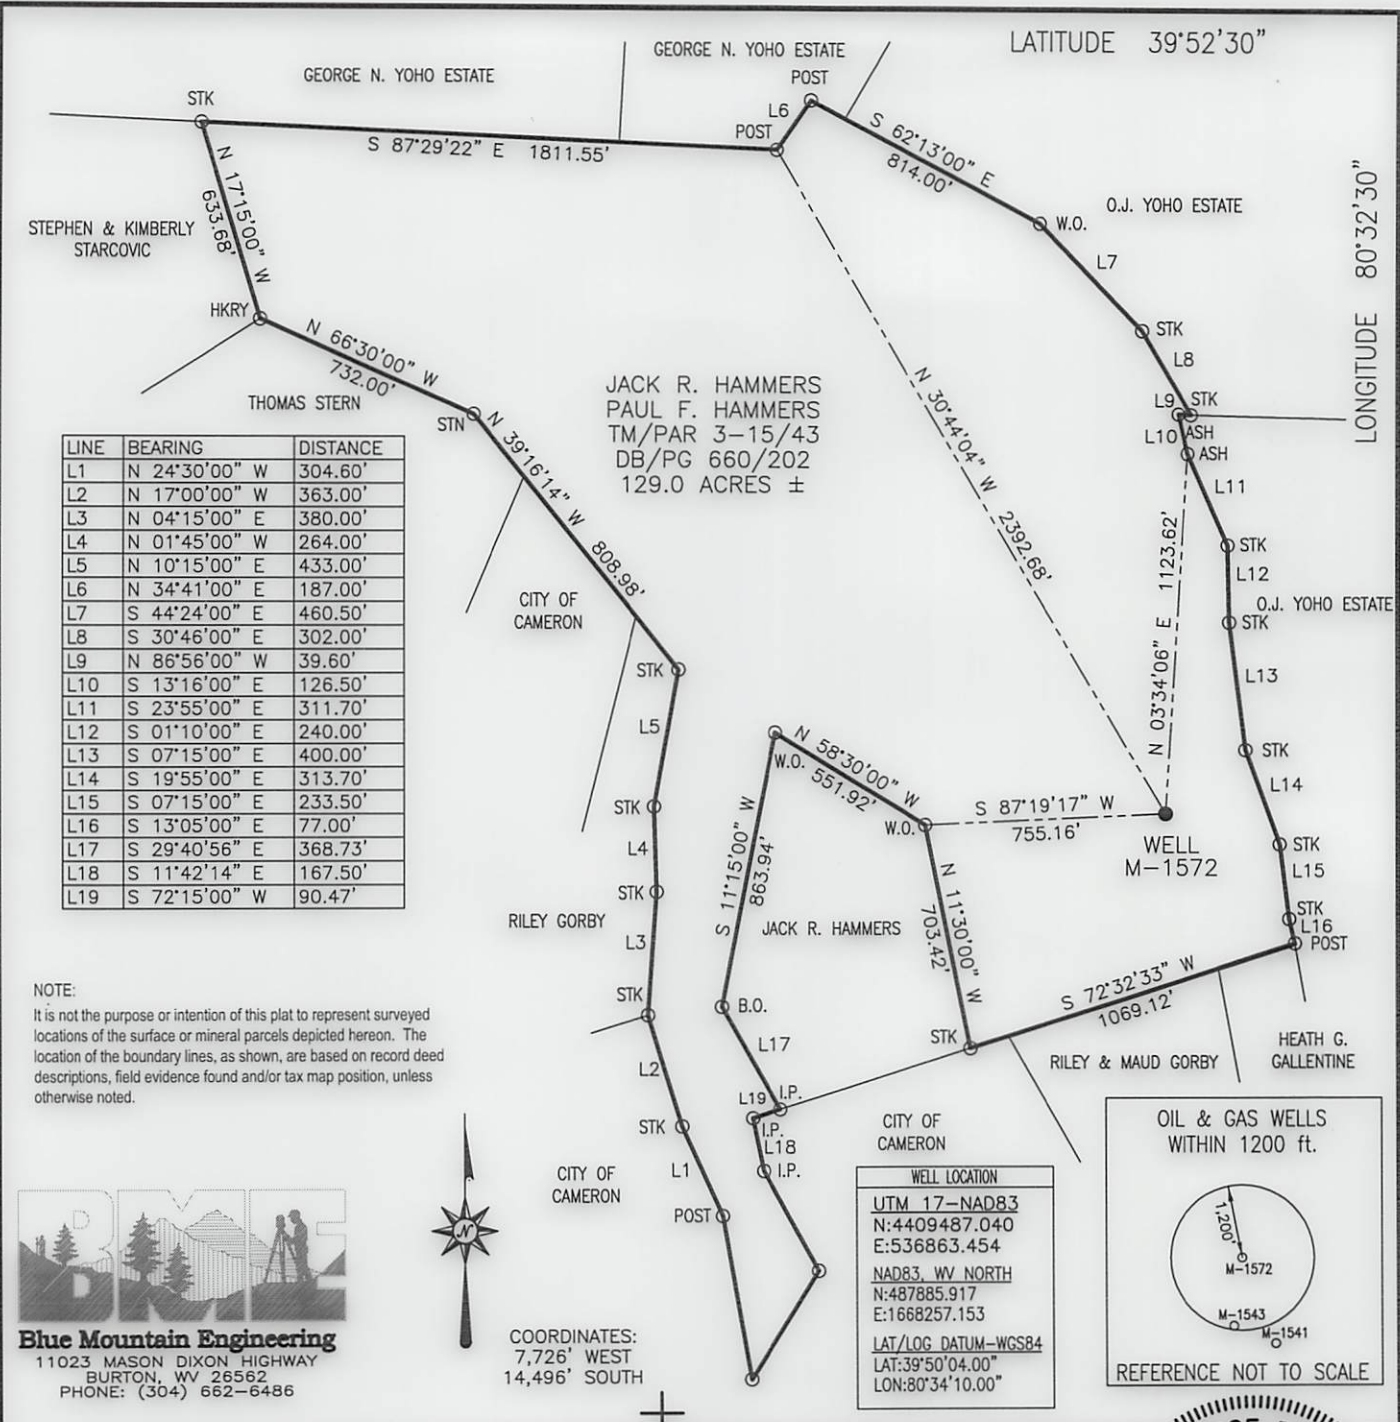 LATITUDE 39°52'30"
LONGITUDE 80°32'30"
GEORGE N. YOHO ESTATE
GEORGE N. YOHO ESTATE
STK
POST
L6
POST
S 87°29'22" E 1811.55'
S 62°13'00" E
814.00'
O.J. YOHO ESTATE
W.O.
L7
N 17°15'00" W
633.68'
STEPHEN & KIMBERLY
STARCOVIC
HKRY
N 66°30'00" W
732.00'
THOMAS STERN
STN
STK
L8
L9
STK
L10
ASH
ASH
L11
JACK R. HAMMERS
PAUL F. HAMMERS
TM/PAR 3-15/43
DB/PG 660/202
129.0 ACRES ±
N 39°16'14" W 808.98'
N 30°44'04" W 2392.68'
N 03°34'06" E 1123.62'
LINE BEARING DISTANCE
L1 N 24°30'00" W 304.60'
L2 N 17°00'00" W 363.00'
L3 N 04°15'00" E 380.00'
L4 N 01°45'00" W 264.00'
L5 N 10°15'00" E 433.00'
L6 N 34°41'00" E 187.00'
L7 S 44°24'00" E 460.50'
L8 S 30°46'00" E 302.00'
L9 N 86°56'00" W 39.60'
L10 S 13°16'00" E 126.50'
L11 S 23°55'00" E 311.70'
L12 S 01°10'00" E 240.00'
L13 S 07°15'00" E 400.00'
L14 S 19°55'00" E 313.70'
L15 S 07°15'00" E 233.50'
L16 S 13°05'00" E 77.00'
L17 S 29°40'56" E 368.73'
L18 S 11°42'14" E 167.50'
L19 S 72°15'00" W 90.47'
CITY OF
CAMERON
STK
L12
O.J. YOHO ESTATE
STK
L13
STK
L5
STK
L14
N 58°30'00" W
551.92'
W.O.
S 11°15'00" W
863.94'
STK
L4
STK
W.O.
S 87°19'17" W
755.16'
WELL
M-1572
STK
L15
STK
L16
POST
RILEY GORBY
L3
STK
JACK R. HAMMERS
N 11°30'00" W
703.42'
S 72°32'33" W
1069.12'
B.O.
L17
STK
RILEY & MAUD GORBY
HEATH G.
GALLENTINE
NOTE:
It is not the purpose or intention of this plat to represent surveyed
locations of the surface or mineral parcels depicted hereon. The
location of the boundary lines, as shown, are based on record deed
descriptions, field evidence found and/or tax map position, unless
otherwise noted.
L2
STK
L19
I.P.
I.P.
L18
I.P.
L1
POST
CITY OF
CAMERON
CITY OF
CAMERON
WELL LOCATION
UTM 17-NAD83
N:4409487.040
E:536863.454
NAD83, WV NORTH
N:487885.917
E:1668257.153
LAT/LOG DATUM-WGS84
LAT:39°50'04.00"
LON:80°34'10.00"
OIL & GAS WELLS
WITHIN 1200 ft.
1,200'
M-1572
M-1543
M-1541
REFERENCE NOT TO SCALE
N
BME
Blue Mountain Engineering
11023 MASON DIXON HIGHWAY
BURTON, WV 26562
PHONE: (304) 662-6486
COORDINATES:
7,726' WEST
14,496' SOUTH